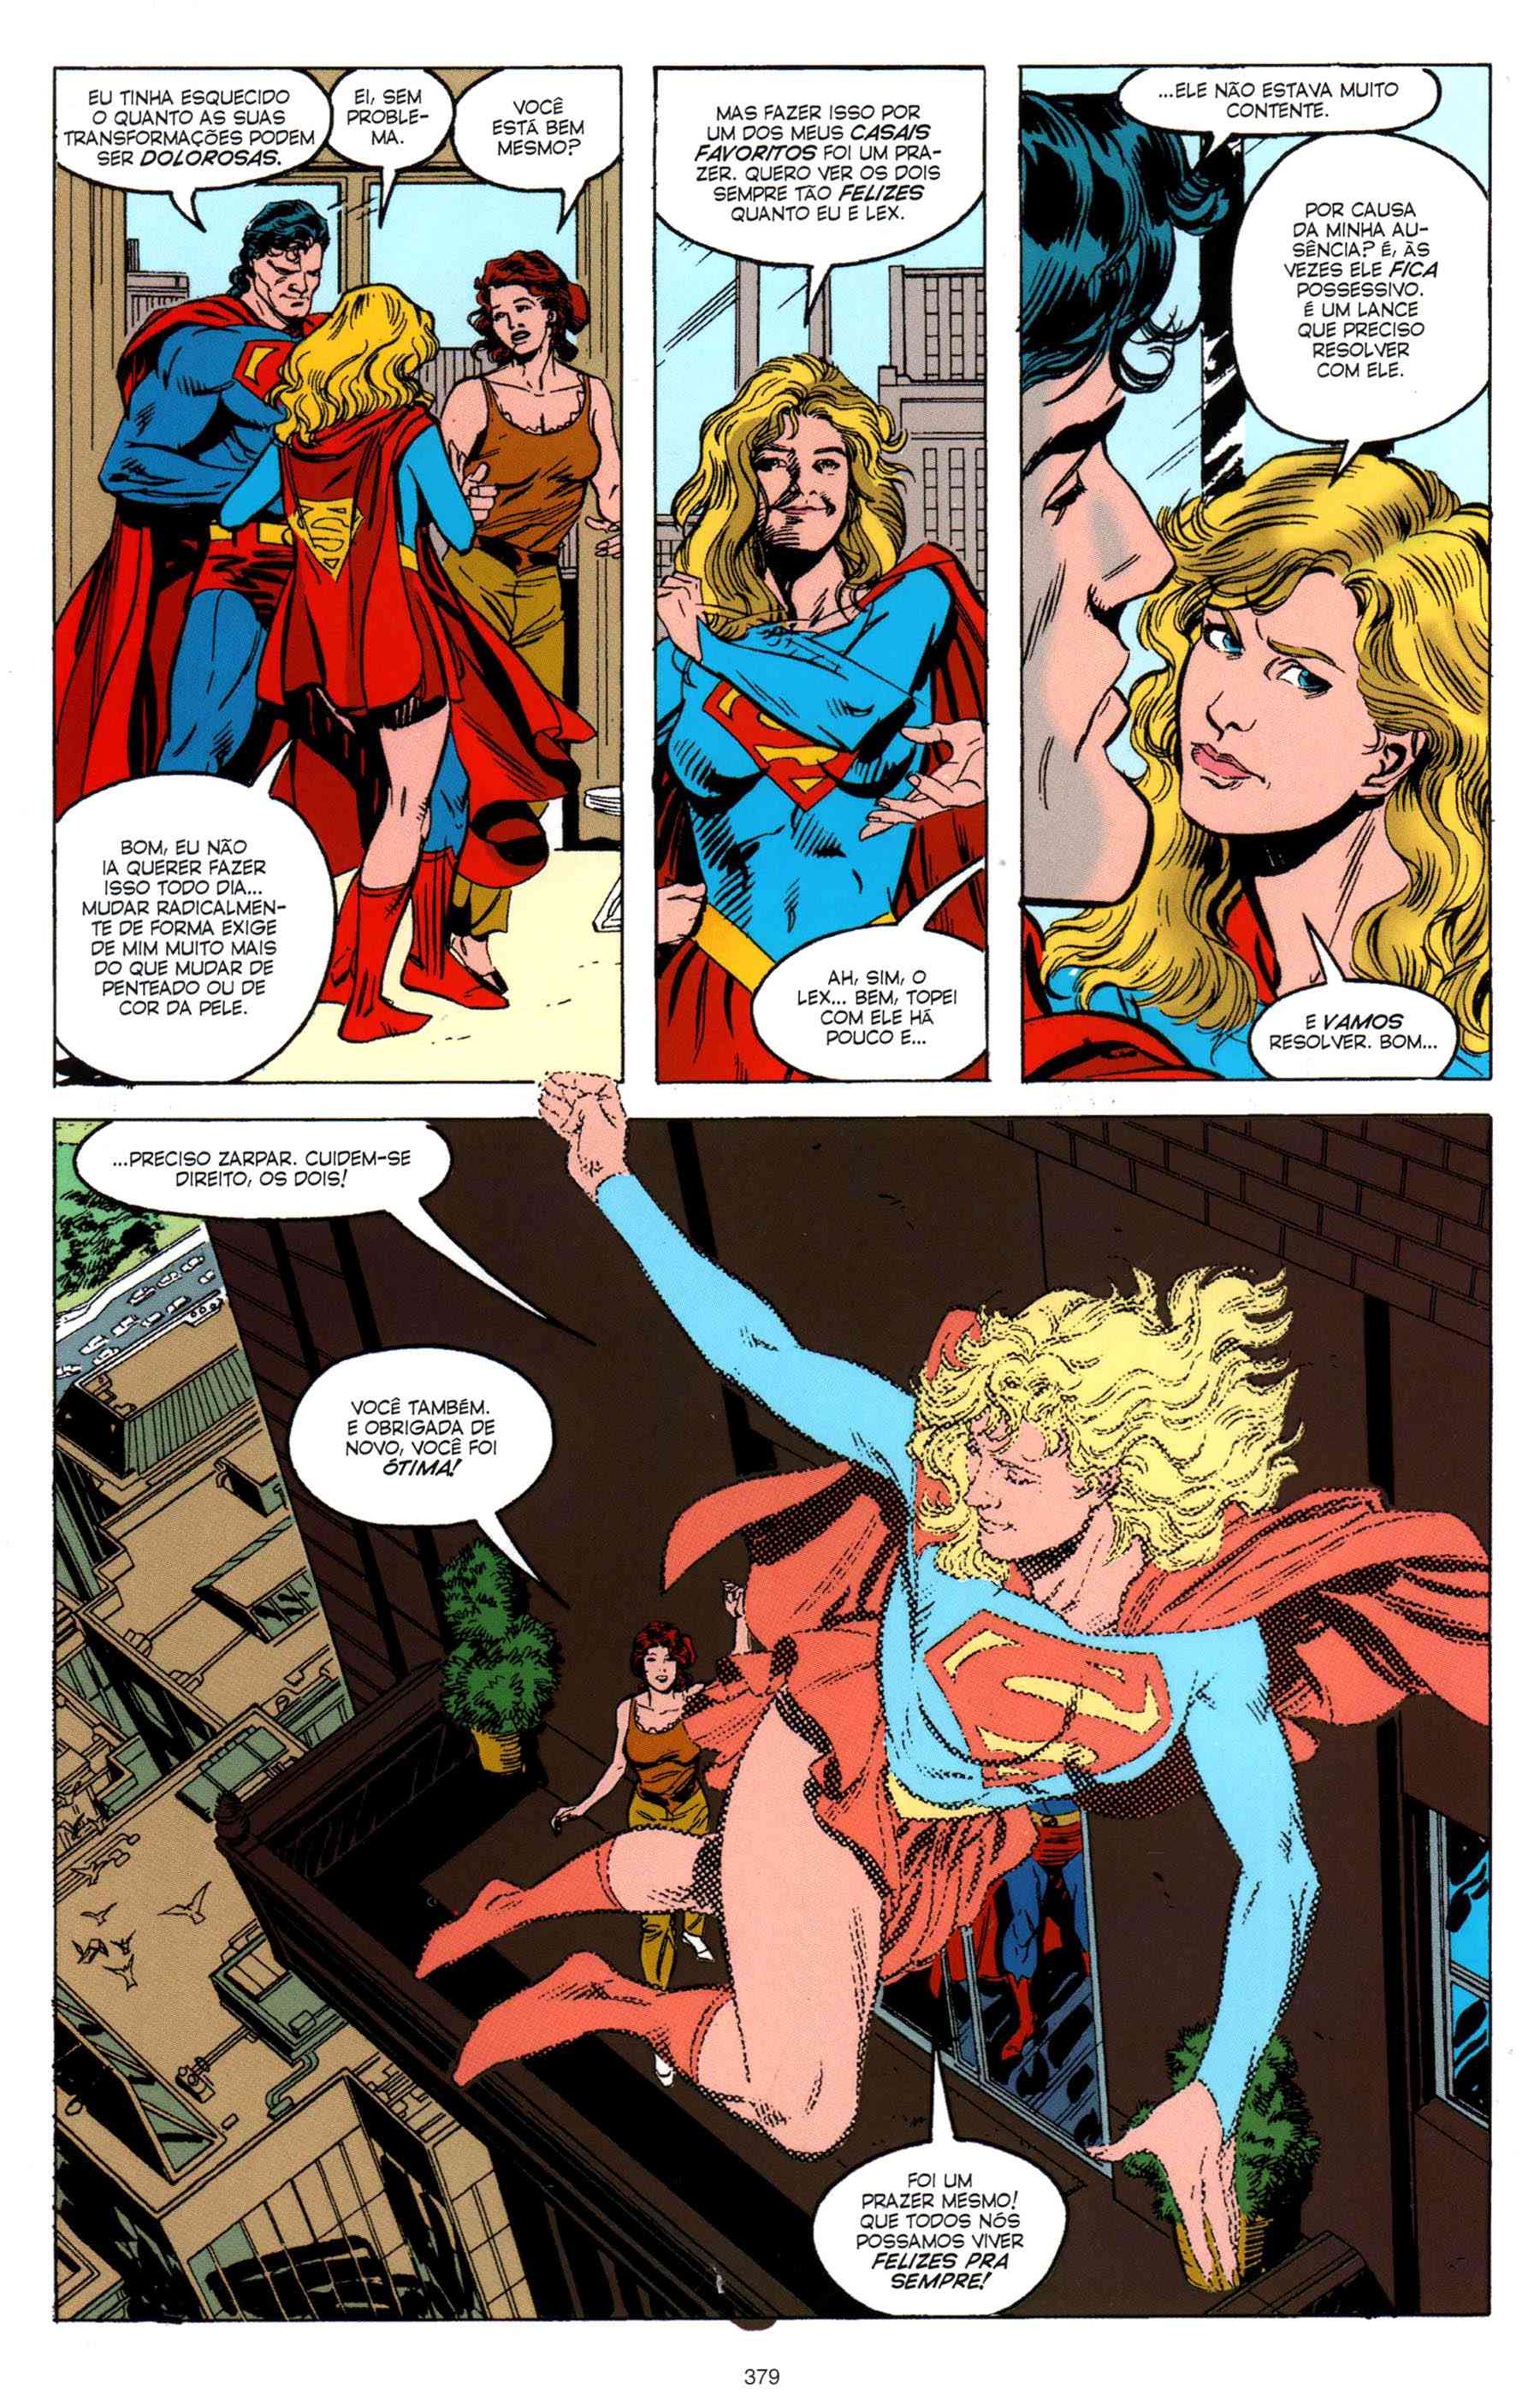 EU TINHA ESQUECIDO
O QUANTO AS SUAS
TRANSFORMAÇÕES PODEM
SER DOLOROSAS.
EI, SEM
PROBLE-
MA.
VOCÊ
ESTÁ BEM
MESMO?
BOM, EU NÃO
IA QUERER FAZER
ISSO TODO DIA...
MUDAR RADICALMEN-
TE DE FORMA EXIGE
DE MIM MUITO MAIS
DO QUE MUDAR DE
PENTEADO OU DE
COR DA PELE.
MAS FAZER ISSO POR
UM DOS MEUS CASAIS
FAVORITOS FOI UM PRA-
ZER. QUERO VER OS DOIS
SEMPRE TÃO FELIZES
QUANTO EU E LEX.
AH, SIM, O
LEX... BEM, TOPEI
COM ELE HÁ
POUCO E...
...ELE NÃO ESTAVA MUITO
CONTENTE.
POR CAUSA
DA MINHA AU-
SÊNCIA? É, ÀS
VEZES ELE FICA
POSSESSIVO.
É UM LANCE
QUE PRECISO
RESOLVER
COM ELE.
E VAMOS
RESOLVER. BOM...
...PRECISO ZARPAR. CUIDEM-SE
DIREITO, OS DOIS!
VOCÊ TAMBÉM.
E OBRIGADA DE
NOVO, VOCÊ FOI
ÓTIMA!
FOI UM
PRAZER MESMO!
QUE TODOS NÓS
POSSAMOS VIVER
FELIZES PRA
SEMPRE!
379